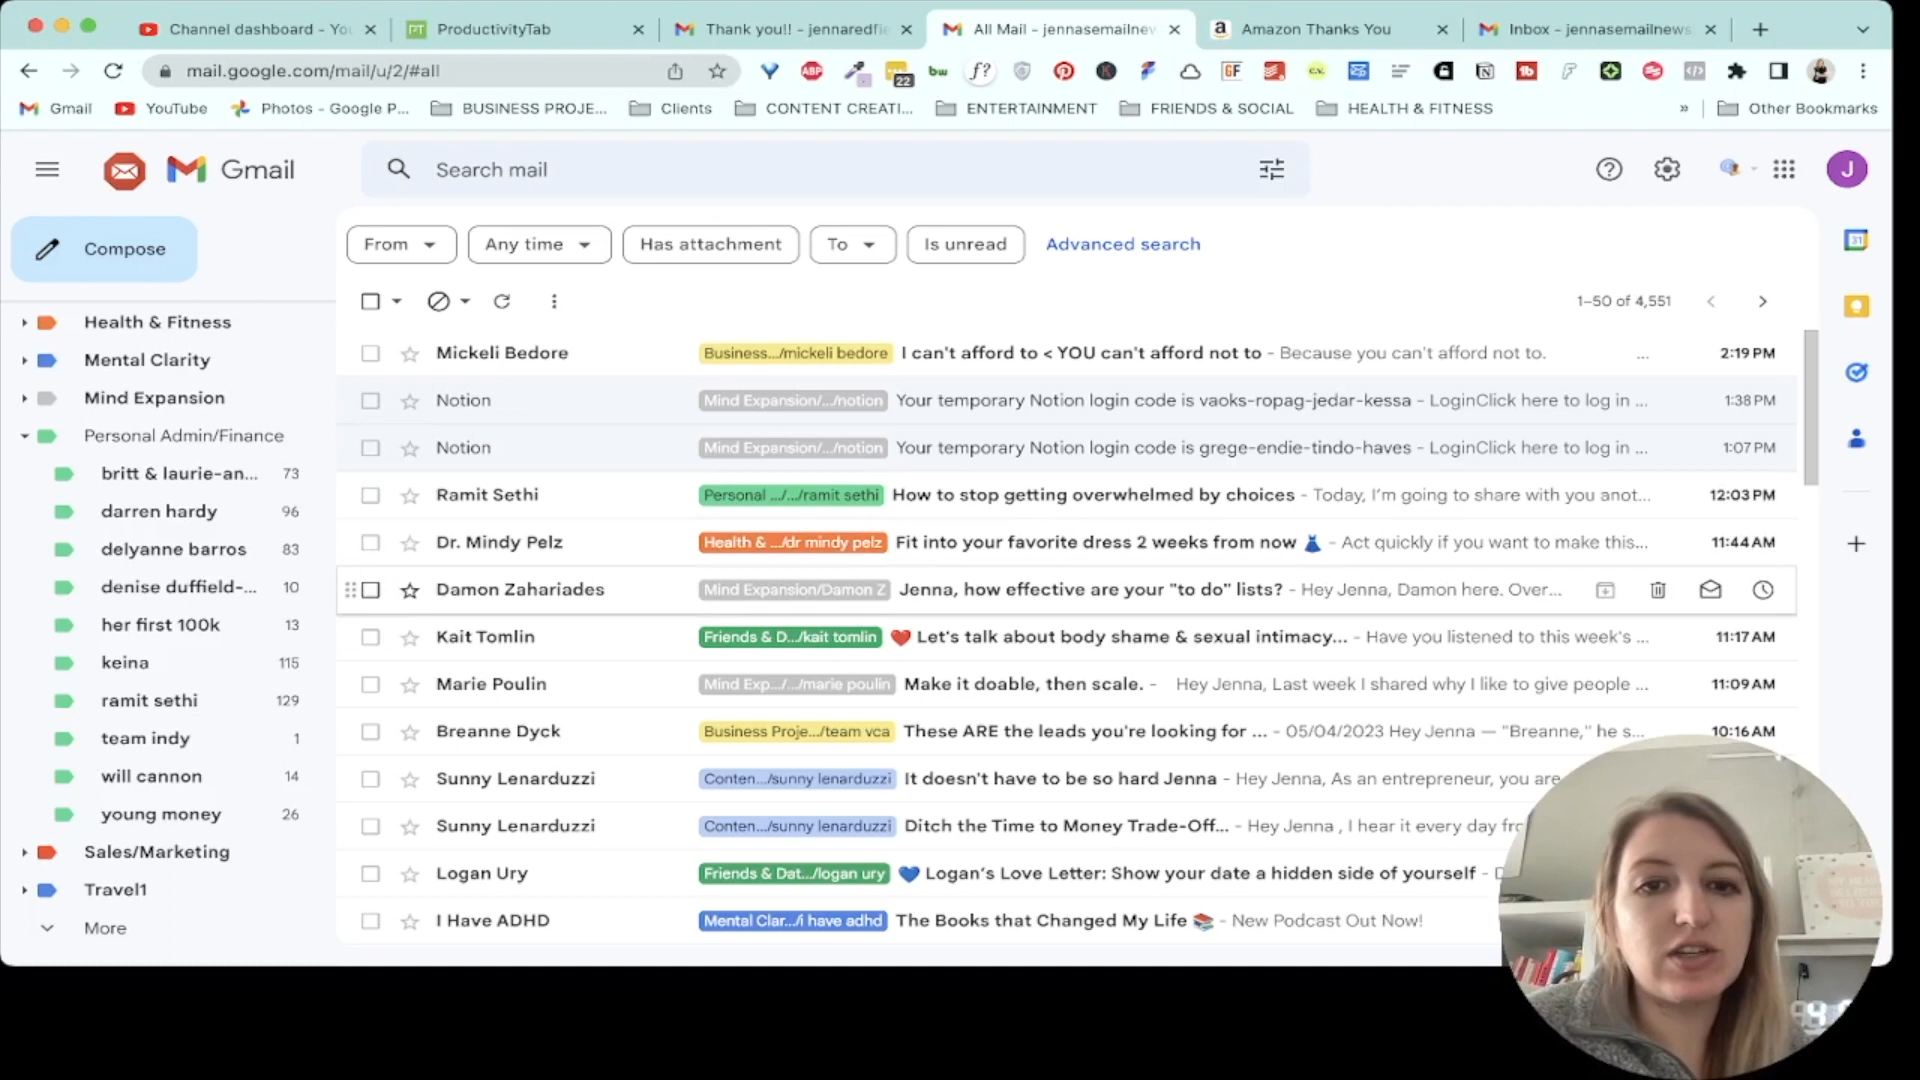 Channel dashboard - You
ProductivityTab
Thank you!! - jennaredfie
All Mail - jennasemailnew
Amazon Thanks You
Inbox - jennasemailnews
mail.google.com/mail/u/2/#all
ABP
22
bw
f?
GF
Gmail
YouTube
Photos - Google P...
BUSINESS PROJE...
Clients
CONTENT CREATI...
ENTERTAINMENT
FRIENDS & SOCIAL
HEALTH & FITNESS
Other Bookmarks
Gmail
Search mail
J
Compose
From
Any time
Has attachment
To
Is unread
Advanced search
1–50 of 4,551
31
Health & Fitness
Mental Clarity
Mind Expansion
Personal Admin/Finance
britt & laurie-an... 73
darren hardy 96
delyanne barros 83
denise duffield-... 10
her first 100k 13
keina 115
ramit sethi 129
team indy 1
will cannon 14
young money 26
Sales/Marketing
Travel1
More
Mickeli Bedore Business.../mickeli bedore I can't afford to < YOU can't afford not to - Because you can't afford not to. ... 2:19 PM
Notion Mind Expansion/.../notion Your temporary Notion login code is vaoks-ropag-jedar-kessa - LoginClick here to log in ... 1:38 PM
Notion Mind Expansion/.../notion Your temporary Notion login code is grege-endie-tindo-haves - LoginClick here to log in ... 1:07 PM
Ramit Sethi Personal .../.../ramit sethi How to stop getting overwhelmed by choices - Today, I'm going to share with you anot... 12:03 PM
Dr. Mindy Pelz Health & .../dr mindy pelz Fit into your favorite dress 2 weeks from now 👗 - Act quickly if you want to make this... 11:44 AM
Damon Zahariades Mind Expansion/Damon Z Jenna, how effective are your "to do" lists? - Hey Jenna, Damon here. Over...
Kait Tomlin Friends & D.../kait tomlin ❤️ Let's talk about body shame & sexual intimacy... - Have you listened to this week's ... 11:17 AM
Marie Poulin Mind Exp.../.../marie poulin Make it doable, then scale. - Hey Jenna, Last week I shared why I like to give people ... 11:09 AM
Breanne Dyck Business Proje.../team vca These ARE the leads you're looking for ... - 05/04/2023 Hey Jenna — "Breanne," he s... 10:16 AM
Sunny Lenarduzzi Conten.../sunny lenarduzzi It doesn't have to be so hard Jenna - Hey Jenna, As an entrepreneur, you are
Sunny Lenarduzzi Conten.../sunny lenarduzzi Ditch the Time to Money Trade-Off... - Hey Jenna , I hear it every day fro
Logan Ury Friends & Dat.../logan ury 💙 Logan's Love Letter: Show your date a hidden side of yourself -
I Have ADHD Mental Clar.../i have adhd The Books that Changed My Life 📚 - New Podcast Out Now!